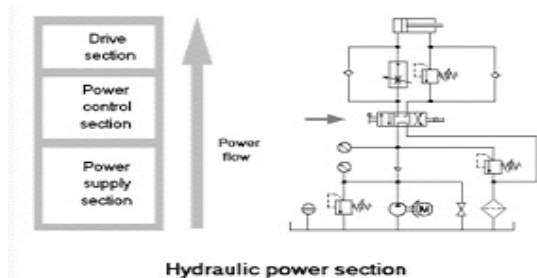 Drive
section
Power
control
section
Power
supply
section
Power
flow
M
Hydraulic power section